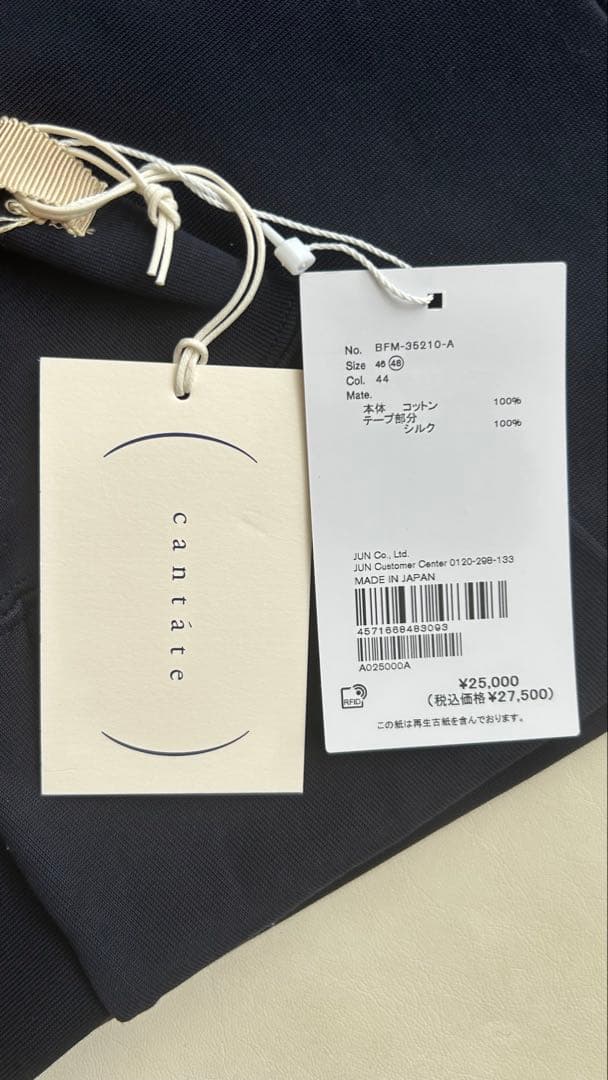 cantáte
No. BFM-35210-A
Size 46 48
Col. 44
Mate.
本体 コットン 100%
テープ部分
シルク 100%
JUN Co., Ltd.
JUN Customer Center 0120-298-133
MADE IN JAPAN
4571668483093
A025000A
RFID
¥25,000
(税込価格¥27,500)
この紙は再生古紙を含んでおります。